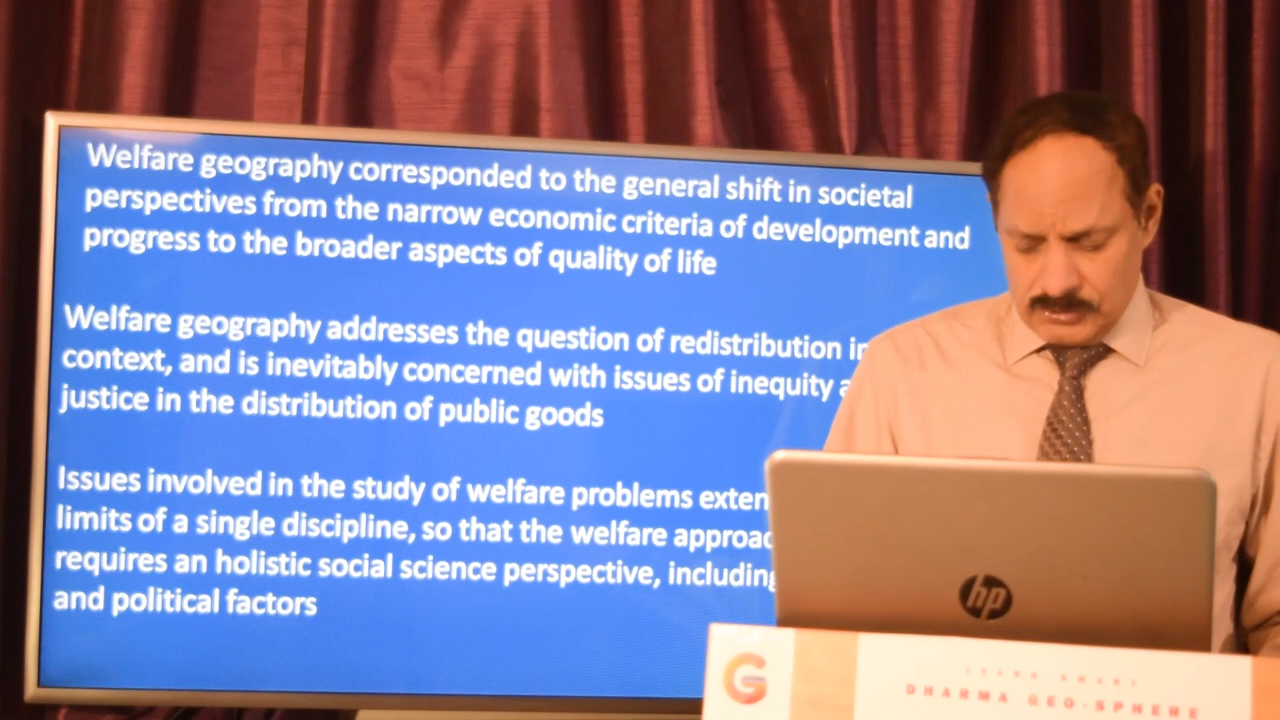 Welfare geography corresponded to the general shift in societal
perspectives from the narrow economic criteria of development and
progress to the broader aspects of quality of life
Welfare geography addresses the question of redistribution in
context, and is inevitably concerned with issues of inequity
justice in the distribution of public goods
Issues involved in the study of welfare problems
limits of a single discipline, so that the welfare
requires an holistic social science perspective, including
and political factors
hp
G
LEARN SMART
DHARMA GEO-SPHERE